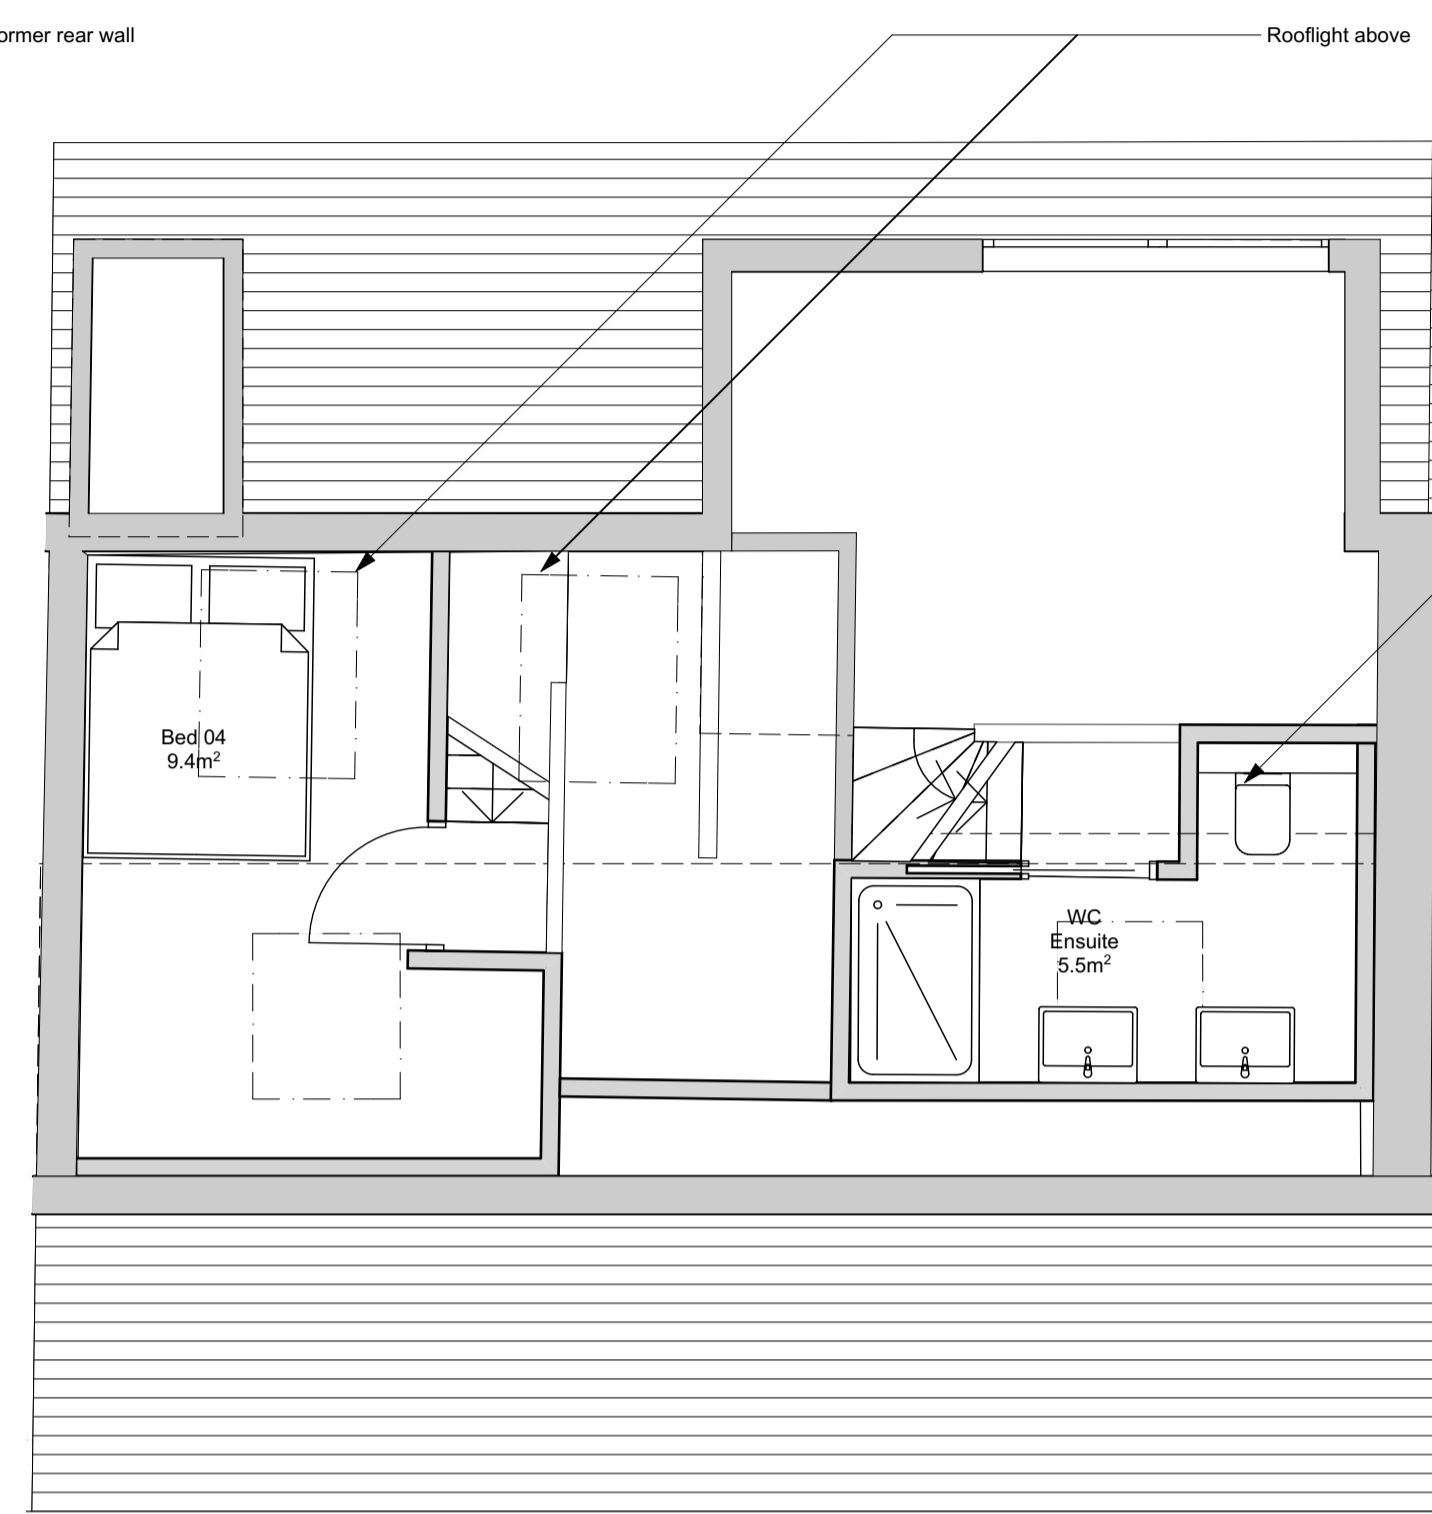 ormer rear wall
Rooflight above
Bed 04
9.4m²
WC
Ensuite
5.5m²